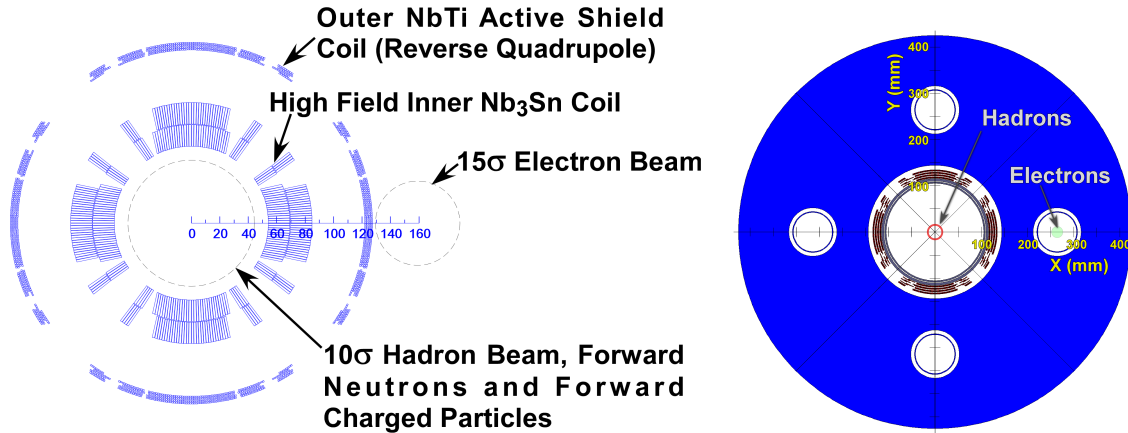 Outer NbTi Active Shield
Coil (Reverse Quadrupole)
High Field Inner Nb3Sn Coil
15σ Electron Beam
0 20 40 60 80 100 120 140 160
10σ Hadron Beam, Forward
Neutrons and Forward
Charged Particles
400
Y (mm)
300
200
Hadrons
100
Electrons
100 200 300 400
X (mm)